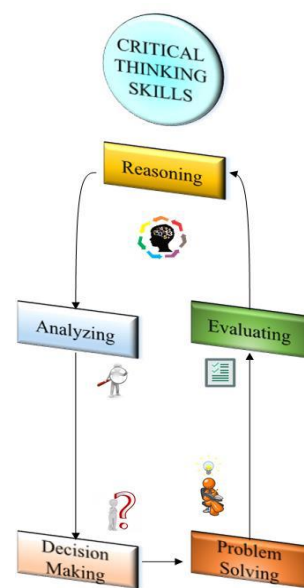 CRITICAL
THINKING
SKILLS
Reasoning
Analyzing
Evaluating
Decision
Making
Problem
Solving